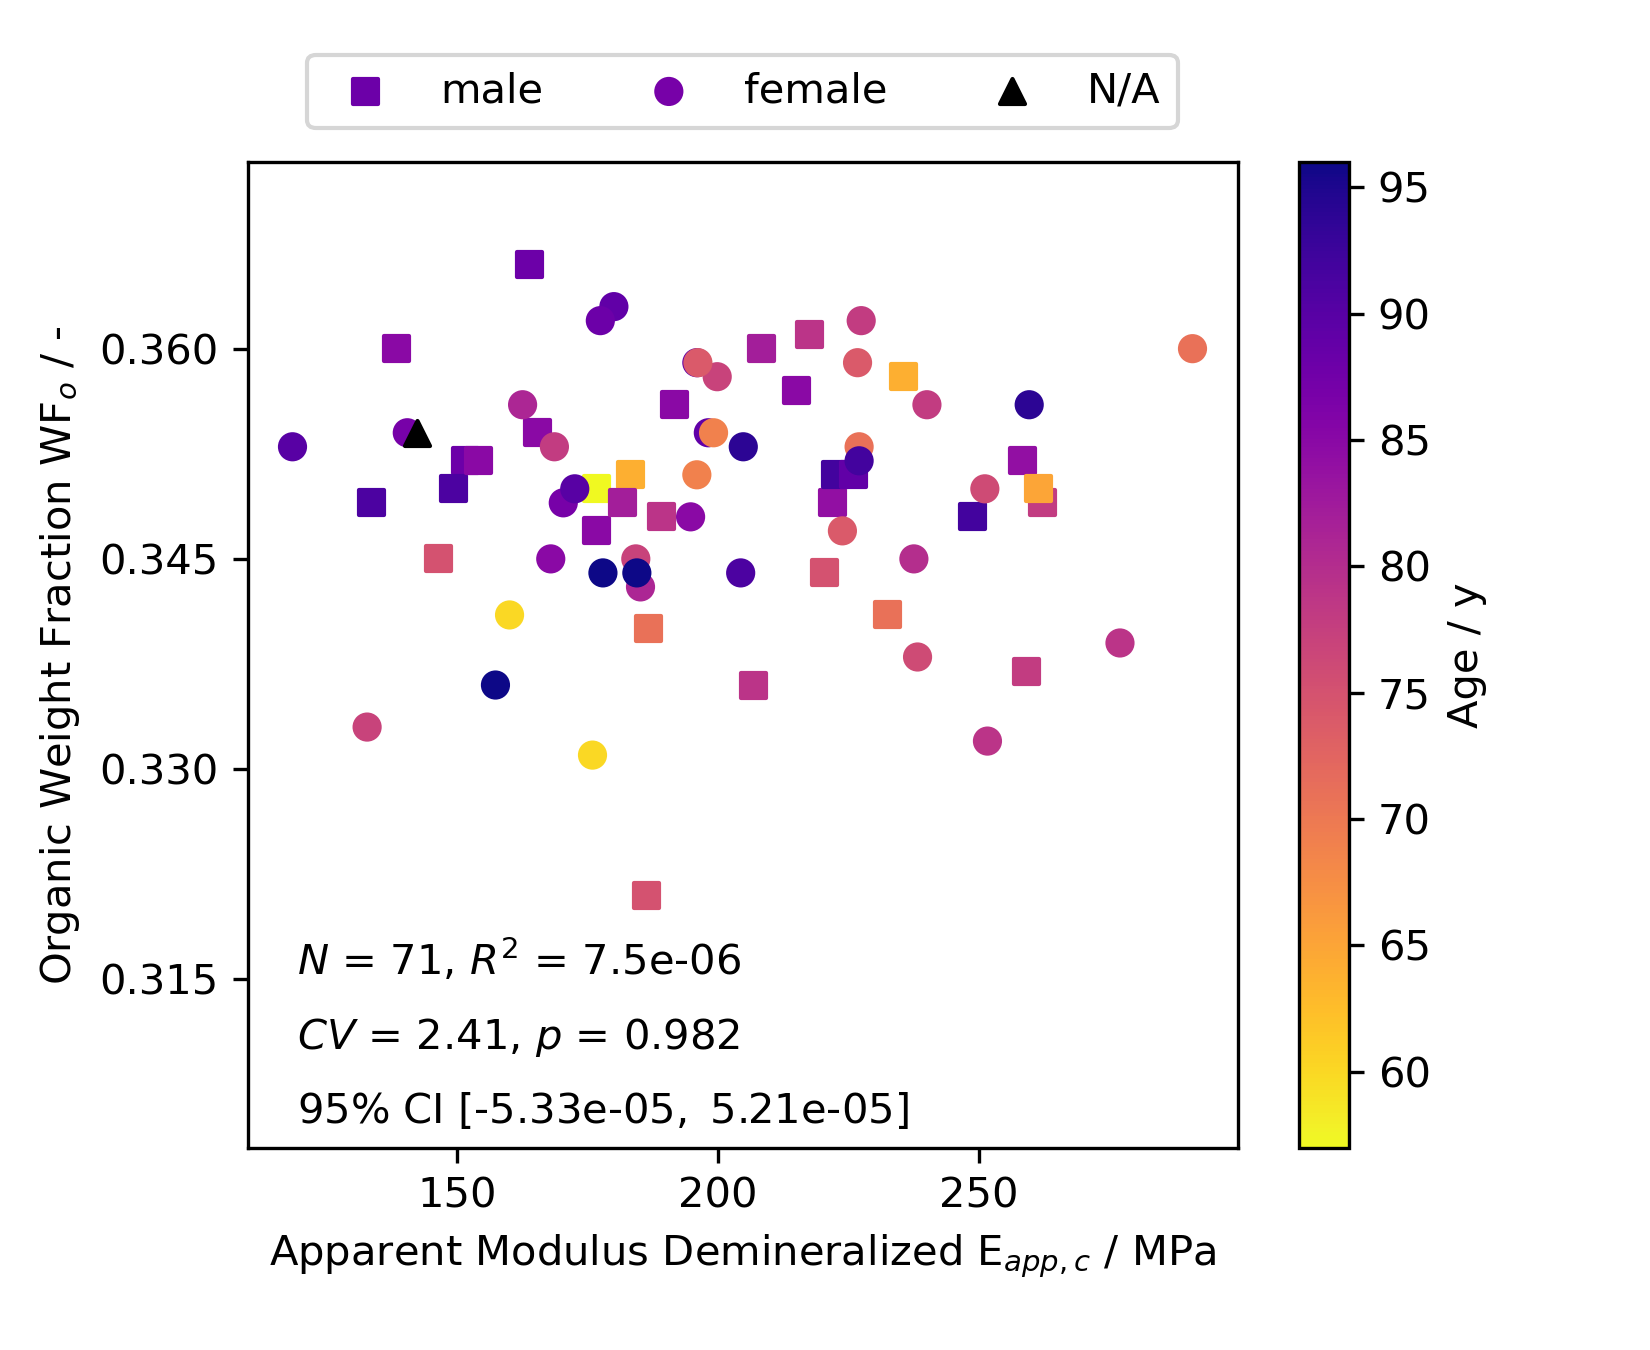 male female N/A
0.360
0.345
0.330
0.315
Organic Weight Fraction WFₒ / -
N = 71, R² = 7.5e-06
CV = 2.41, p = 0.982
95% CI [-5.33e-05, 5.21e-05]
150 200 250
Apparent Modulus Demineralized E_app,c / MPa
95
90
85
80
75
70
65
60
Age / y